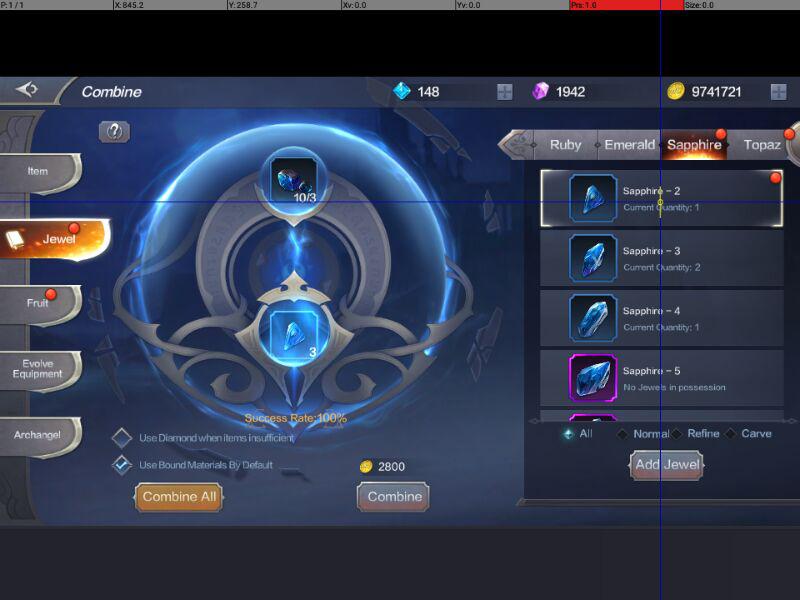 P: 1 / 1 X: 845.2 Y: 258.7 Xv: 0.0 Yv: 0.0 Prs: 1.0 Size: 0.0
Combine 148 1942 9741721
Ruby Emerald Sapphire Topaz
Item
Jewel
Fruit
Evolve
Equipment
Archangel
10/3
3
Success Rate:100%
Use Diamond when items insufficient
Use Bound Materials By Default
2800
Combine All
Combine
Sapphire - 2
Current Quantity: 1
Sapphire - 3
Current Quantity: 2
Sapphire - 4
Current Quantity: 1
Sapphire - 5
No Jewels in possession
All Normal Refine Carve
Add Jewel